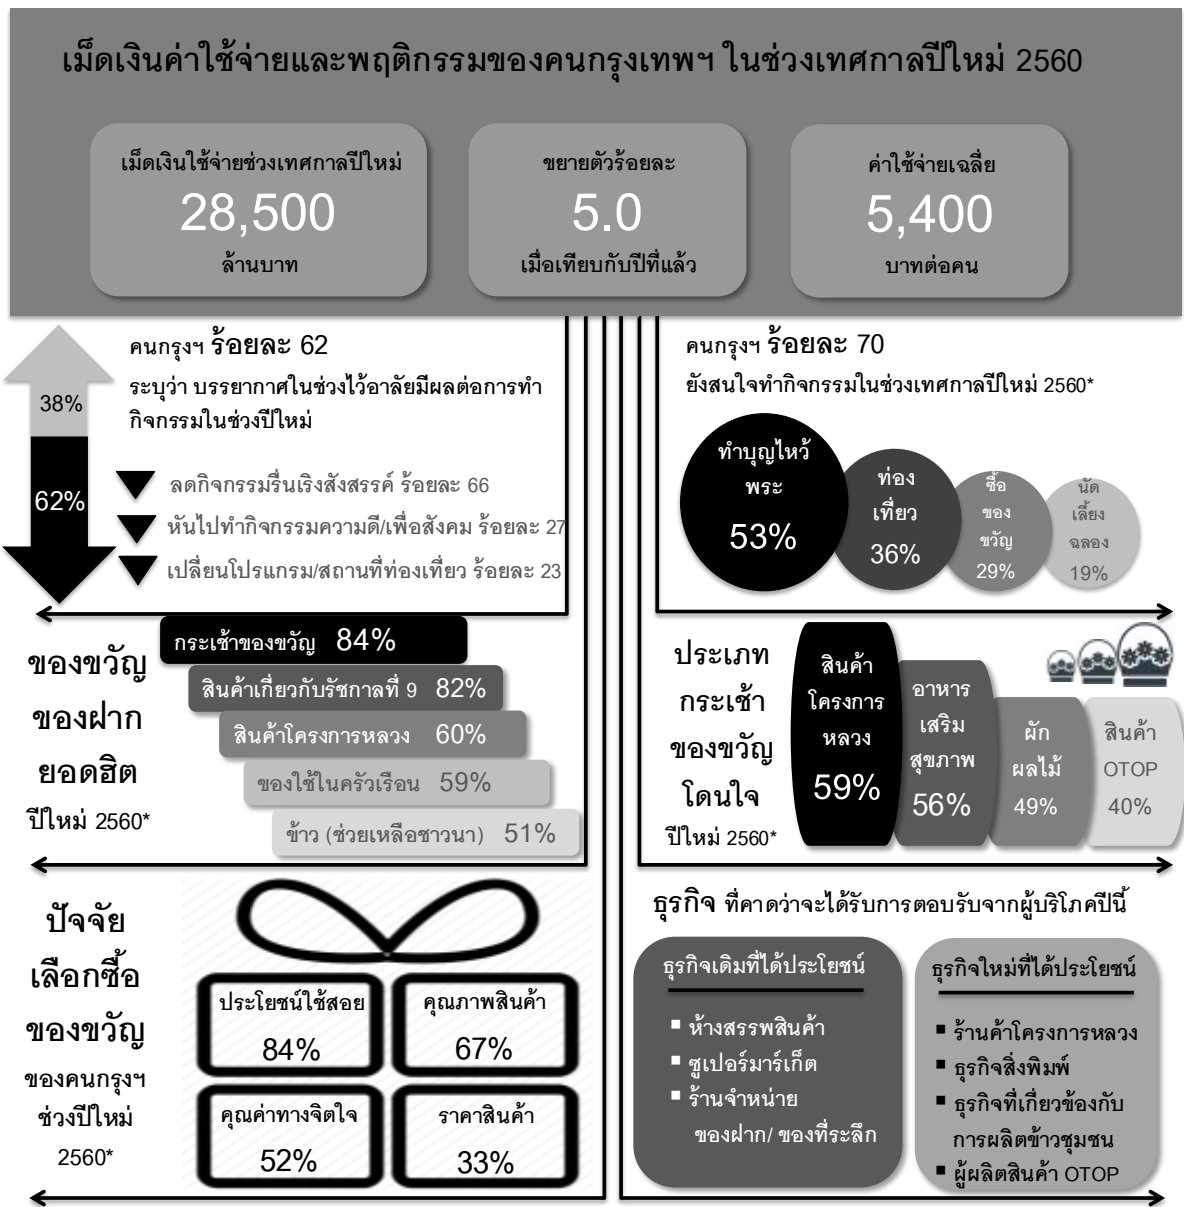 เม็ดเงินค่าใช้จ่ายและพฤติกรรมของคนกรุงเทพฯ ในช่วงเทศกาลปีใหม่ 2560
เม็ดเงินใช้จ่ายช่วงเทศกาลปีใหม่
28,500
ล้านบาท
ขยายตัวร้อยละ
5.0
เมื่อเทียบกับปีที่แล้ว
ค่าใช้จ่ายเฉลี่ย
5,400
บาทต่อคน
38%
62%
คนกรุงฯ ร้อยละ 62
ระบุว่า บรรยากาศในช่วงไว้อาลัยมีผลต่อการทำ
กิจกรรมในช่วงปีใหม่
ลดกิจกรรมรื่นเริงสังสรรค์ ร้อยละ 66
หันไปทำกิจกรรมความดี/เพื่อสังคม ร้อยละ 27
เปลี่ยนโปรแกรม/สถานที่ท่องเที่ยว ร้อยละ 23
คนกรุงฯ ร้อยละ 70
ยังสนใจทำกิจกรรมในช่วงเทศกาลปีใหม่ 2560*
ทำบุญไหว้
พระ
53%
ท่อง
เที่ยว
36%
ซื้อ
ของ
ขวัญ
29%
นัด
เลี้ยง
ฉลอง
19%
ของขวัญ
ของฝาก
ยอดฮิต
ปีใหม่ 2560*
กระเช้าของขวัญ 84%
สินค้าเกี่ยวกับรัชกาลที่ 9 82%
สินค้าโครงการหลวง 60%
ของใช้ในครัวเรือน 59%
ข้าว (ช่วยเหลือชาวนา) 51%
ประเภท
กระเช้า
ของขวัญ
โดนใจ
ปีใหม่ 2560*
สินค้า
โครงการ
หลวง
59%
อาหาร
เสริม
สุขภาพ
56%
ผัก
ผลไม้
49%
สินค้า
OTOP
40%
ปัจจัย
เลือกซื้อ
ของขวัญ
ของคนกรุงฯ
ช่วงปีใหม่
2560*
ประโยชน์ใช้สอย
84%
คุณภาพสินค้า
67%
คุณค่าทางจิตใจ
52%
ราคาสินค้า
33%
ธุรกิจ ที่คาดว่าจะได้รับการตอบรับจากผู้บริโภคปีนี้
ธุรกิจเดิมที่ได้ประโยชน์
▪ ห้างสรรพสินค้า
▪ ซูเปอร์มาร์เก็ต
▪ ร้านจำหน่าย
ของฝาก/ ของที่ระลึก
ธุรกิจใหม่ที่ได้ประโยชน์
▪ ร้านค้าโครงการหลวง
▪ ธุรกิจสิ่งพิมพ์
▪ ธุรกิจที่เกี่ยวข้องกับ
การผลิตข้าวชุมชน
▪ ผู้ผลิตสินค้า OTOP